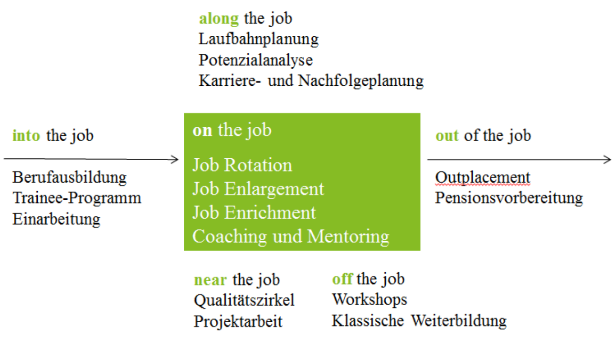 along the job
Laufbahnplanung
Potenzialanalyse
Karriere- und Nachfolgeplanung
into the job
Berufausbildung
Trainee-Programm
Einarbeitung
on the job
Job Rotation
Job Enlargement
Job Enrichment
Coaching und Mentoring
out of the job
Outplacement
Pensionsvorbereitung
near the job
Qualitätszirkel
Projektarbeit
off the job
Workshops
Klassische Weiterbildung